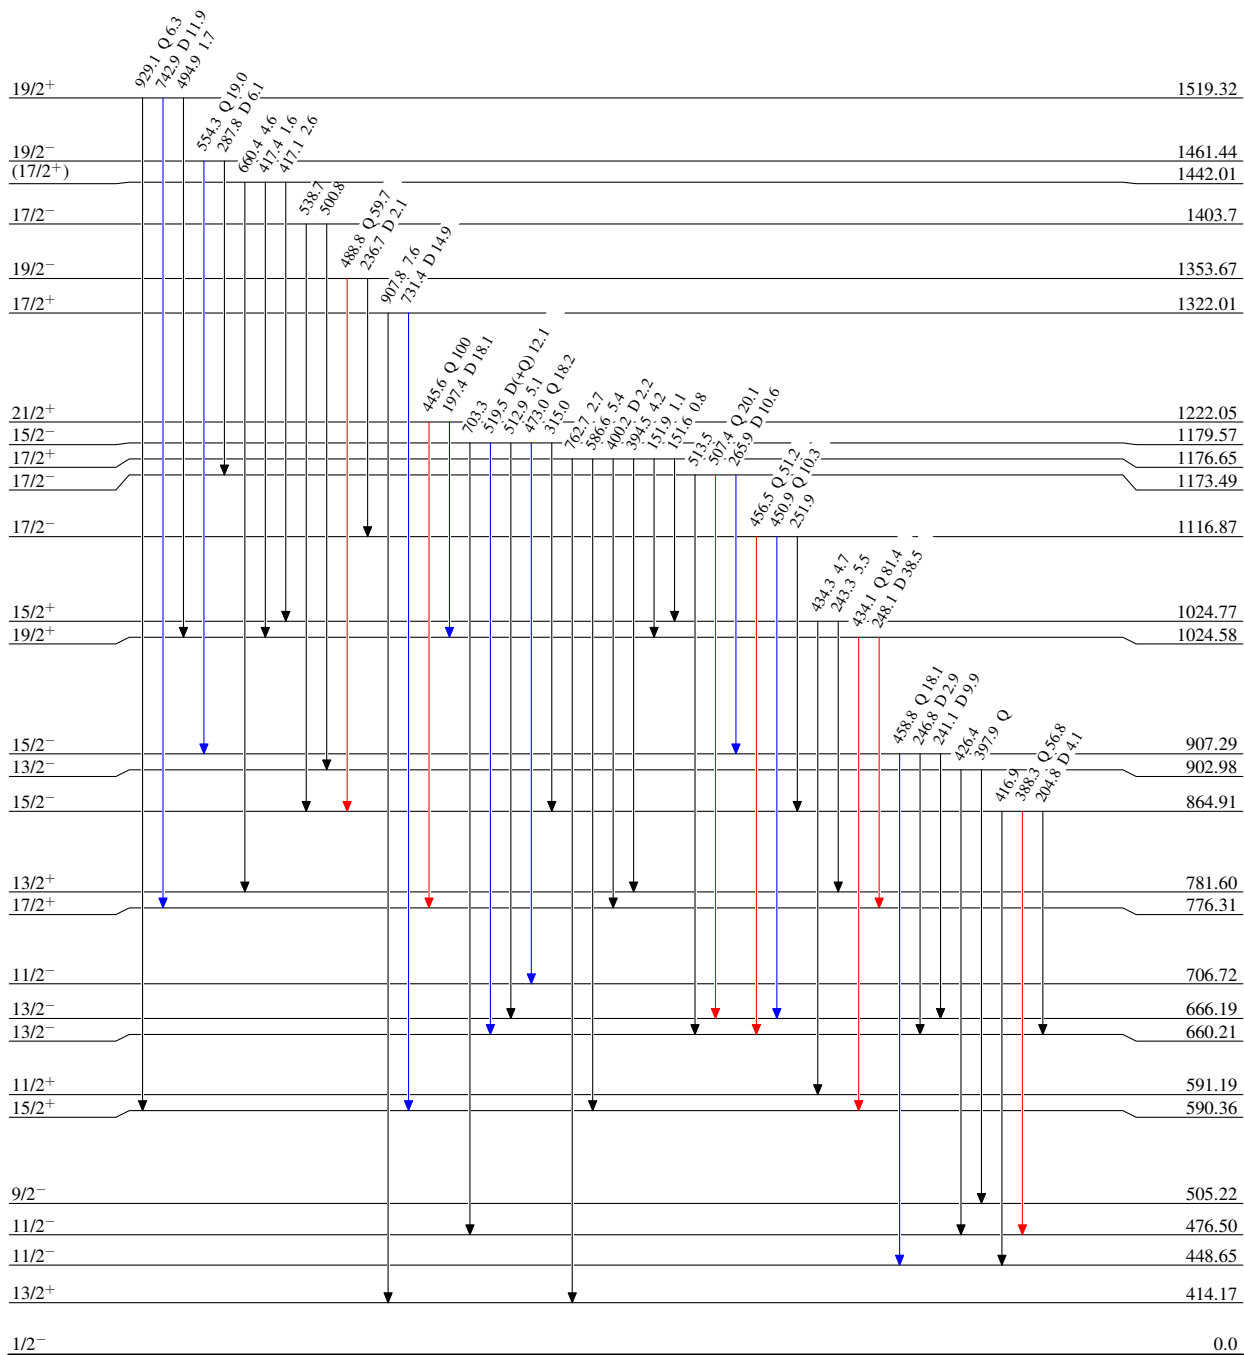 929.1 Q 6.3
742.9 D 11.9
494.9 1.7
19/2+ 1519.32
554.3 Q 19.0
287.8 D 6.1
19/2− 1461.44
660.4 4.6
417.4 1.6
417.1 2.6
(17/2+) 1442.01
538.7
500.8
17/2− 1403.7
488.8 Q 59.7
236.7 D 2.1
19/2− 1353.67
907.8 7.6
731.4 D 14.9
17/2+ 1322.01
445.6 Q 100
197.4 D 18.1
21/2+ 1222.05
703.3
519.5 D(+Q) 12.1
512.9 5.1
473.0 Q 18.2
315.0
15/2− 1179.57
762.7 2.7
586.6 5.4
400.2 D 2.2
394.5 4.2
151.9 1.1
151.6 0.8
17/2+ 1176.65
513.5
507.4 Q 20.1
265.9 D 10.6
17/2− 1173.49
456.5 Q 51.2
450.9 Q 10.3
251.9
17/2− 1116.87
434.3 4.7
243.3 5.5
15/2+ 1024.77
434.1 Q 81.4
248.1 D 38.5
19/2+ 1024.58
458.8 Q 18.1
246.8 D 2.9
241.1 D 9.9
15/2− 907.29
426.4
397.9 Q
13/2− 902.98
416.9
388.3 Q 56.8
204.8 D 4.1
15/2− 864.91
13/2+ 781.60
17/2+ 776.31
11/2− 706.72
13/2− 666.19
13/2− 660.21
11/2+ 591.19
15/2+ 590.36
9/2− 505.22
11/2− 476.50
11/2− 448.65
13/2+ 414.17
1/2− 0.0